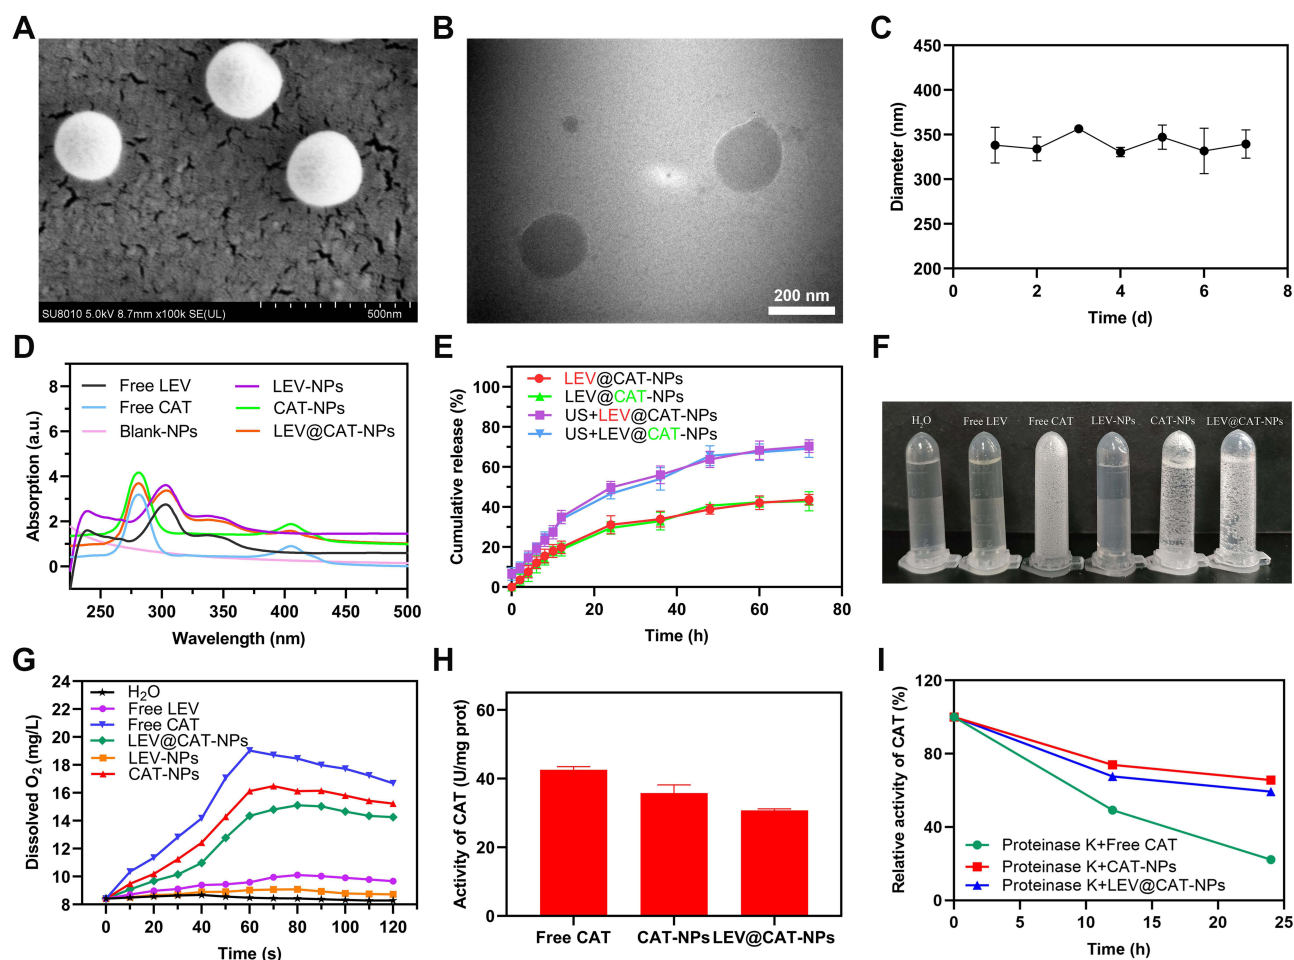 A
SU8010 5.0kV 8.7mm x100k SE(UL)
500nm
B
200 nm
C
Diameter (nm)
450
400
350
300
250
200
0 2 4 6 8
Time (d)
D
Absorption (a.u.)
8
6
4
2
0
Free LEV
Free CAT
Blank-NPs
LEV-NPs
CAT-NPs
LEV@CAT-NPs
250 300 350 400 450 500
Wavelength (nm)
E
Cumulative release (%)
100
80
60
40
20
0
LEV@CAT-NPs
LEV@CAT-NPs
US+LEV@CAT-NPs
US+LEV@CAT-NPs
0 20 40 60 80
Time (h)
F
H2O
Free LEV
Free CAT
LEV-NPs
CAT-NPs
LEV@CAT-NPs
G
Dissolved O2 (mg/L)
24
22
20
18
16
14
12
10
8
H2O
Free LEV
Free CAT
LEV@CAT-NPs
LEV-NPs
CAT-NPs
0 20 40 60 80 100 120
Time (s)
H
Activity of CAT (U/mg prot)
60
40
20
0
Free CAT CAT-NPs LEV@CAT-NPs
I
Relative activity of CAT (%)
120
80
40
0
Proteinase K+Free CAT
Proteinase K+CAT-NPs
Proteinase K+LEV@CAT-NPs
0 5 10 15 20 25
Time (h)